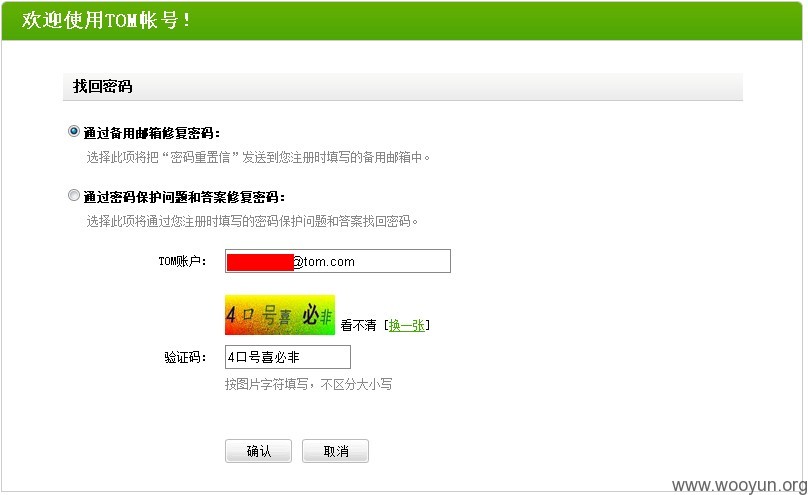 欢迎使用TOM帐号!
找回密码
通过备用邮箱修复密码:
选择此项将把“密码重置信”发送到您注册时填写的备用邮箱中。
通过密码保护问题和答案修复密码:
选择此项将通过您注册时填写的密码保护问题和答案找回密码。
TOM账户: @tom.com
4口号喜必非 看不清 [换一张]
验证码: 4口号喜必非
按图片字符填写，不区分大小写
确认 取消
www.wooyun.org